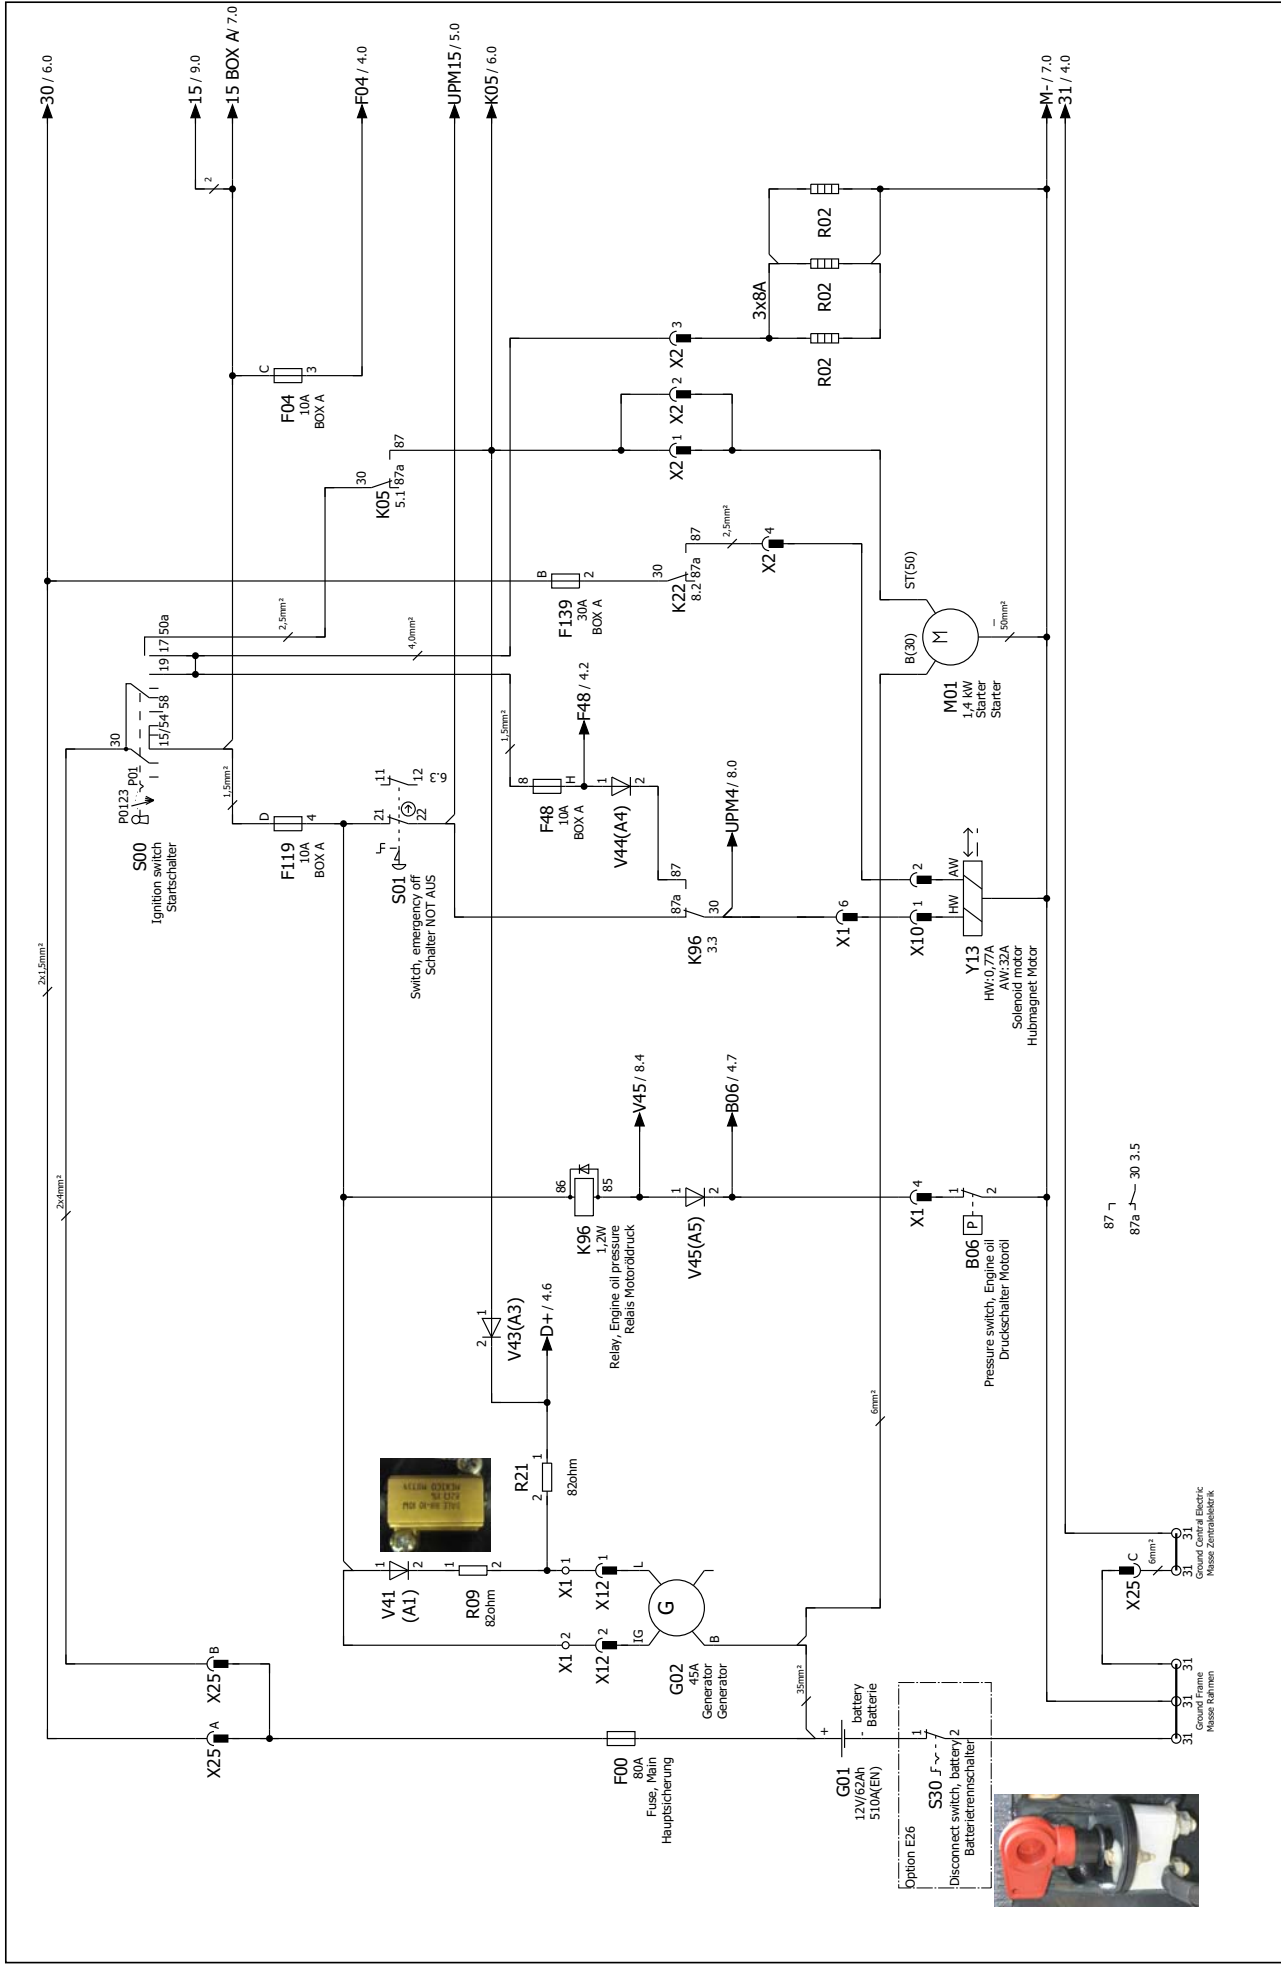 30 / 6.0
2x1,5mm²
2x4mm²
15 / 9.0
15 BOX A / 7.0
2
X25 A
X25 B
S00
Ignition switch
Startschalter
P0123
P01
30
15/54
58
19
17
50a
1,5mm²
2,5mm²
4,0mm²
1,5mm²
F119
10A
BOX A
D
4
F04
10A
BOX A
C
3
F04 / 4.0
S01
Switch, emergency off
Schalter NOT AUS
21
22
11
12
6.3
K05
5.1
30
87a
87
UPM15 / 5.0
K05 / 6.0
V41
(A1)
1
2
R09
82ohm
1
2
R21
82ohm
2
1
V43(A3)
2
1
D+ / 4.6
DALE RH-10 10W
82Ω 1%
MEXICO
X1 2
X1 1
X12 2
X12 1
IG
L
G
B
G02
45A
Generator
Generator
F00
80A
Fuse, Main
Hauptsicherung
K96
1,2W
Relay, Engine oil pressure
Relais Motoröldruck
86
85
V45 / 8.4
V45(A5)
1
2
B06 / 4.7
F48
10A
BOX A
8
H
F48 / 4.2
V44(A4)
1
2
K96
3.3
87a
87
30
UPM4 / 8.0
F139
30A
BOX A
B
2
K22
8.2
30
87a
87
2,5mm²
X2 4
X2 1
X2 2
X2 3
3x8A
R02
R02
R02
35mm²
6mm²
G01
12V/62Ah
510A(EN)
+
-
battery
Batterie
Option E26
S30
Disconnect switch, battery
Batterietrennschalter
1
2
X1 4
B06
P
1
2
Pressure switch, Engine oil
Druckschalter Motoröl
X1 6
X10 1
2
HW
AW
Y13
HW:0,77A
AW:32A
Solenoid motor
Hubmagnet Motor
B(30)
ST(50)
M
M01
1,4 kW
Starter
Starter
50mm²
M- / 7.0
31 / 4.0
87
87a
30 3.5
X25 C
6mm²
31
31
31
Ground Frame
Masse Rahmen
31
31
Ground Central Electric
Masse Zentralelektrik